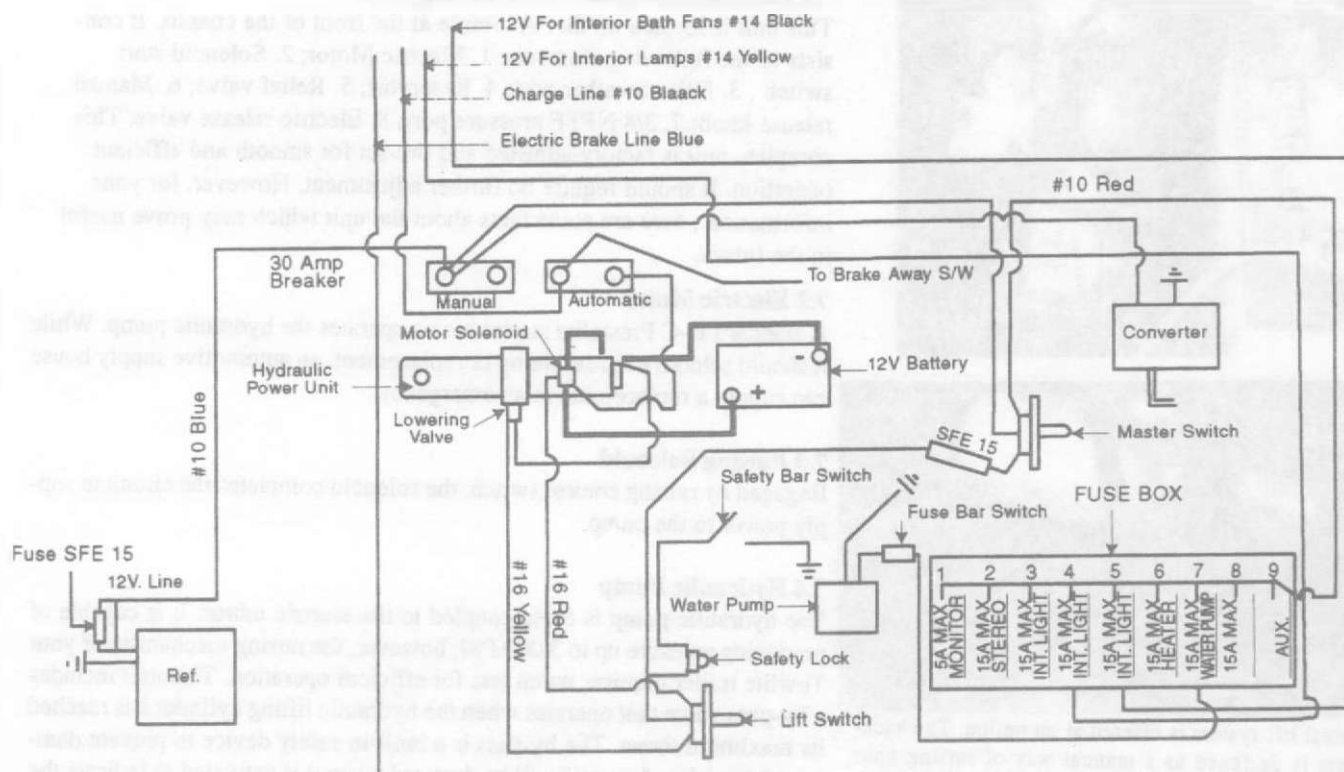 12V For Interior Bath Fans #14 Black
12V For Interior Lamps #14 Yellow
Charge Line #10 Blaack
Electric Brake Line Blue
#10 Red
30 Amp
Breaker
Manual
Automatic
To Brake Away S/W
Motor Solenoid
Converter
Hydraulic
Power Unit
12V Battery
+
Lowering
Valve
#10 Blue
SFE 15
Master Switch
Safety Bar Switch
FUSE BOX
Fuse Bar Switch
Fuse SFE 15
12V. Line
#16 Yellow
#16 Red
Water Pump
Ref.
Safety Lock
Lift Switch
1 2 3 4 5 6 7 8 9
5A MAX
MONITOR
15A MAX
STEREO
15A MAX
INT. LIGHT
15A MAX
INT. LIGHT
15A MAX
INT. LIGHT
15A MAX
HEATER
15A MAX
WATER PUMP
15A MAX
AUX.